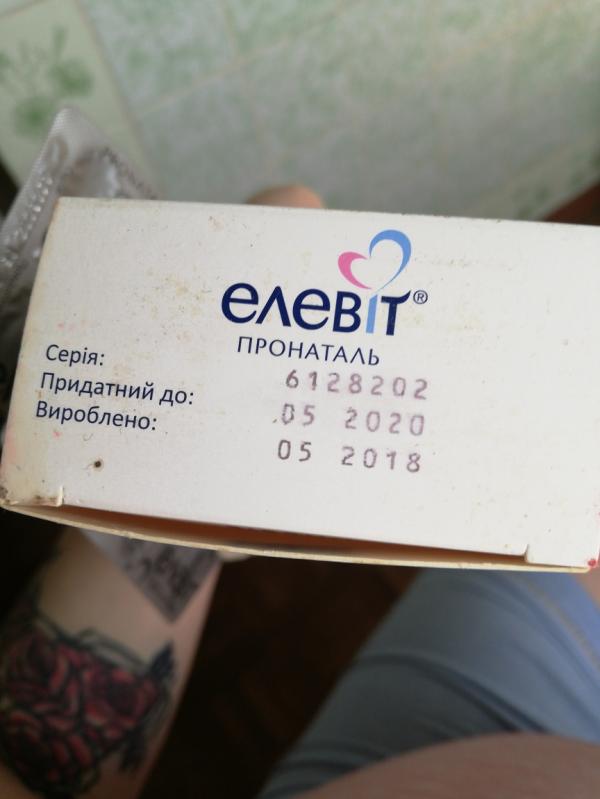 елевіт®
ПРОНАТАЛЬ
Серія: 6128202
Придатний до: 05 2020
Вироблено: 05 2018